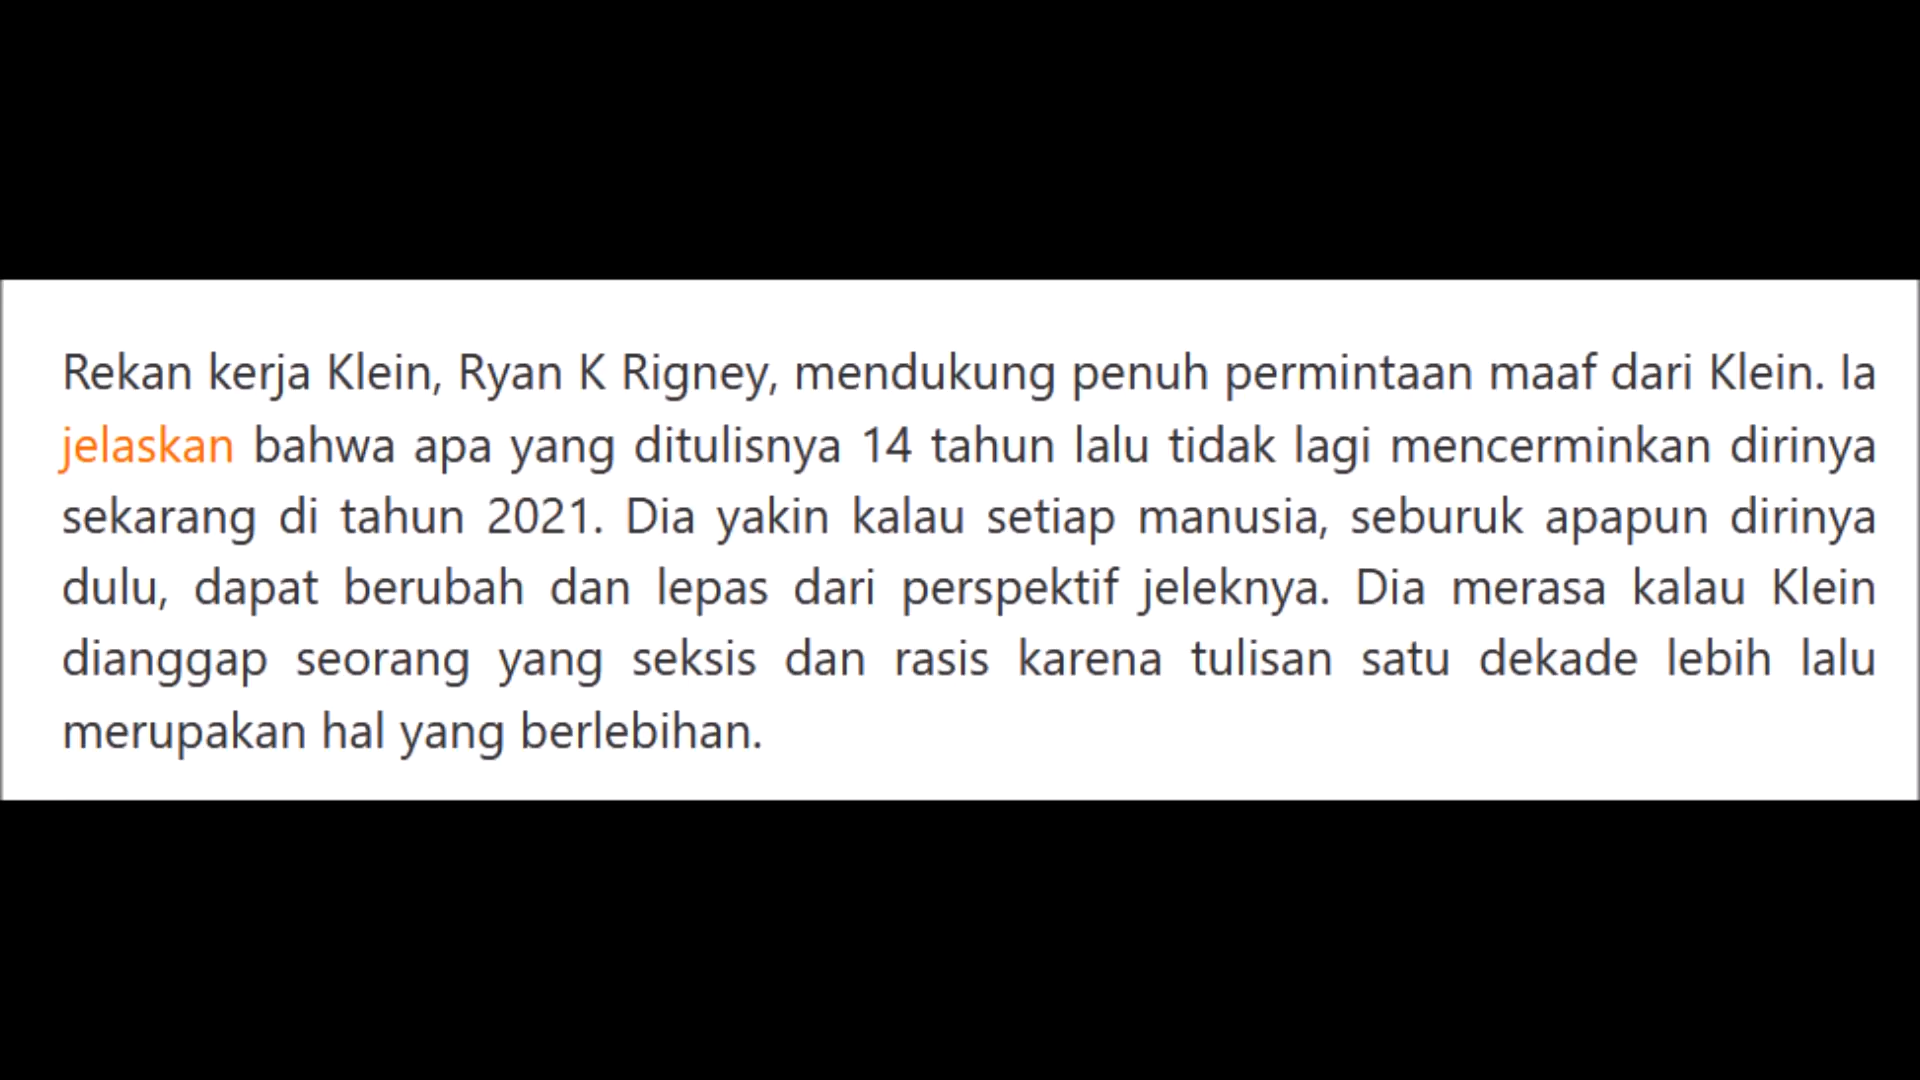 Rekan kerja Klein, Ryan K Rigney, mendukung penuh permintaan maaf dari Klein. Ia
jelaskan bahwa apa yang ditulisnya 14 tahun lalu tidak lagi mencerminkan dirinya
sekarang di tahun 2021. Dia yakin kalau setiap manusia, seburuk apapun dirinya
dulu, dapat berubah dan lepas dari perspektif jeleknya. Dia merasa kalau Klein
dianggap seorang yang seksis dan rasis karena tulisan satu dekade lebih lalu
merupakan hal yang berlebihan.